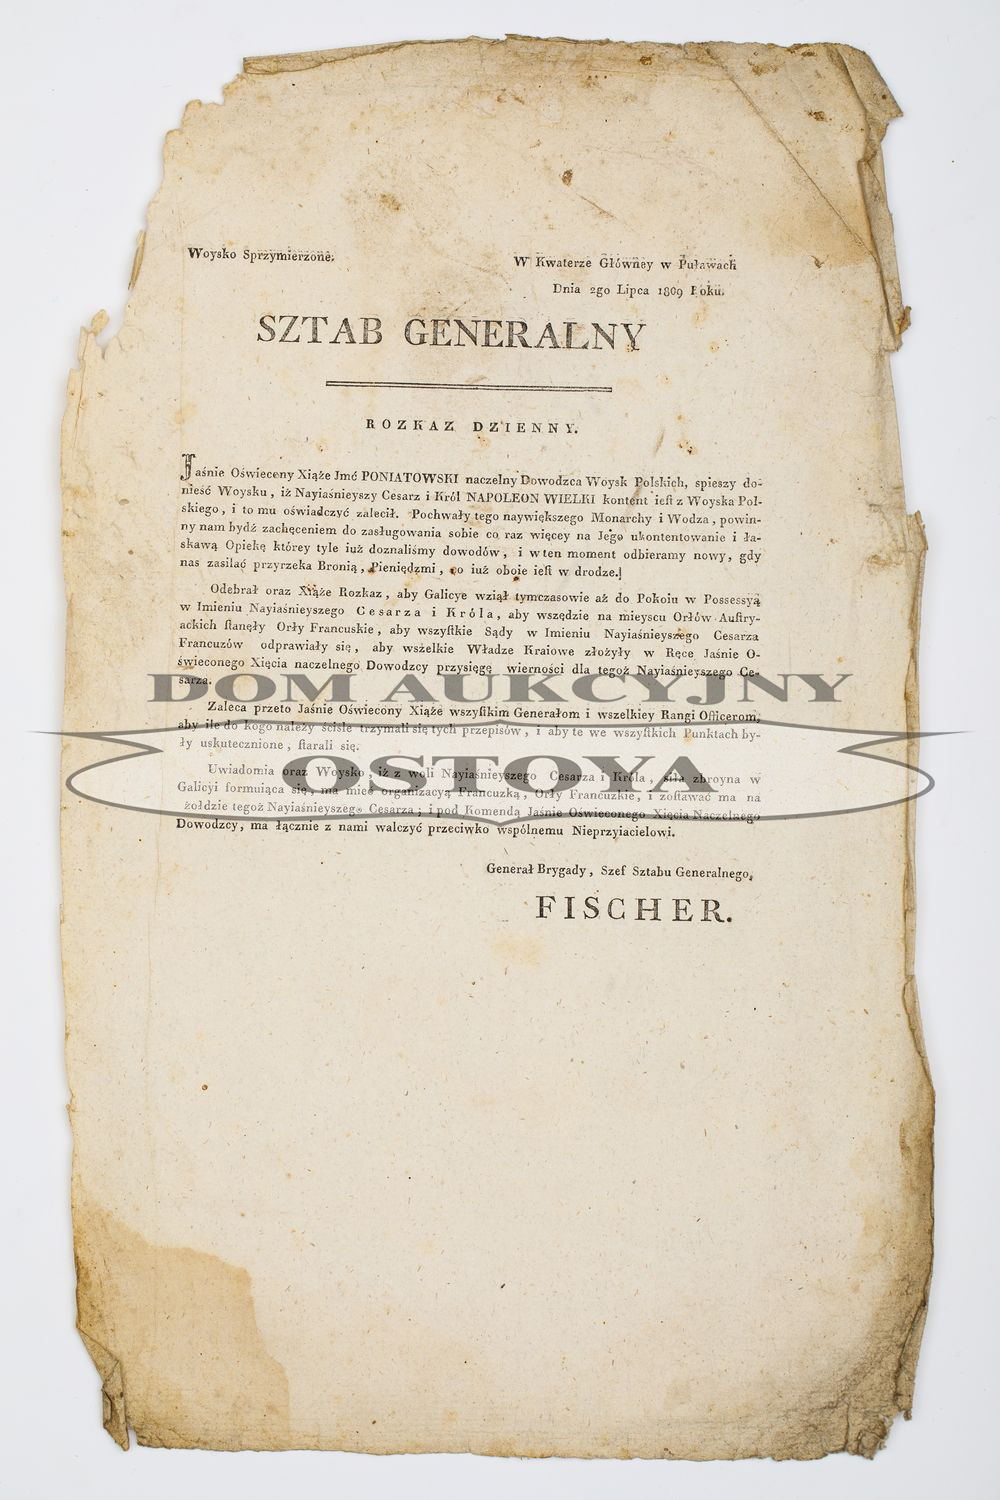 Woysko Sprzymierzone.
W Kwaterze Główney w Puławach
Dnia 2go Lipca 1809 Roku.
SZTAB GENERALNY
ROZKAZ DZIENNY.
Jaśnie Oświecony Xiąże Jmć PONIATOWSKI naczelny Dowodzca Woysk Polskich, spieszy do-
nieść Woysku, iż Nayiaśnieyszy Cesarz i Król NAPOLEON WIELKI kontent ieſt z Woyska Pol-
skiego, i to mu oświadczyć zalecił. Pochwały tego naywiększego Monarchy i Wodza, powin-
ny nam bydź zachęceniem do zasługowania sobie co raz więcey na Jego ukontentowanie i ła-
skawą Opiekę którey tyle iuż doznaliśmy dowodów, i w ten moment odbieramy nowy, gdy
nas zasilać przyrzeka Bronią, Pieniędzmi, co iuż oboie ieſt w drodze.
Odebrał oraz Xiąże Rozkaz, aby Galicye wziął tymczasowie aż do Pokoiu w Possessyą
w Imieniu Nayiaśnieyszego Cesarza i Króla, aby wszędzie na mieyscu Orłów Auſtry-
ackich ſtanęły Orły Francuskie, aby wszyſtkie Sądy w Imieniu Nayiaśnieyszego Cesarza
Francuzów odprawiały się, aby wszelkie Władze Kraiowe złożyły w Ręce Jaśnie O-
świeconego Xięcia naczelnego Dowodzcy przysięgę wierności dla tegoż Nayiaśnieyszego Ce-
sarza.
DOM AUKCYJNY
Zaleca przeto Jaśnie Oświecony Xiąże wszyſtkim Generałom i wszelkiey Rangi Officerom,
aby ile do kogo należy ściśle trzymali się tych przepisów, i aby te we wszyſtkich Punktach by-
ły uskutecznione, ſtarali się.
OSTOYA
Uwiadomia oraz Woysko, iż z woli Nayiaśnieyszego Cesarza i Króla, siła zbroyna w
Galicyi formuiąca się, ma mieć organizacyą Francuzką, Orły Francuzkie, i zoſtawać ma na
żołdzie tegoż Nayiaśnieyszego Cesarza; i pod Komendą Jaśnie Oświeconego Xięcia Naczelnego
Dowodzcy, ma łącznie z nami walczyć przeciwko wspólnemu Nieprzyiacielowi.
Generał Brygady, Szef Sztabu Generalnego,
FISCHER.